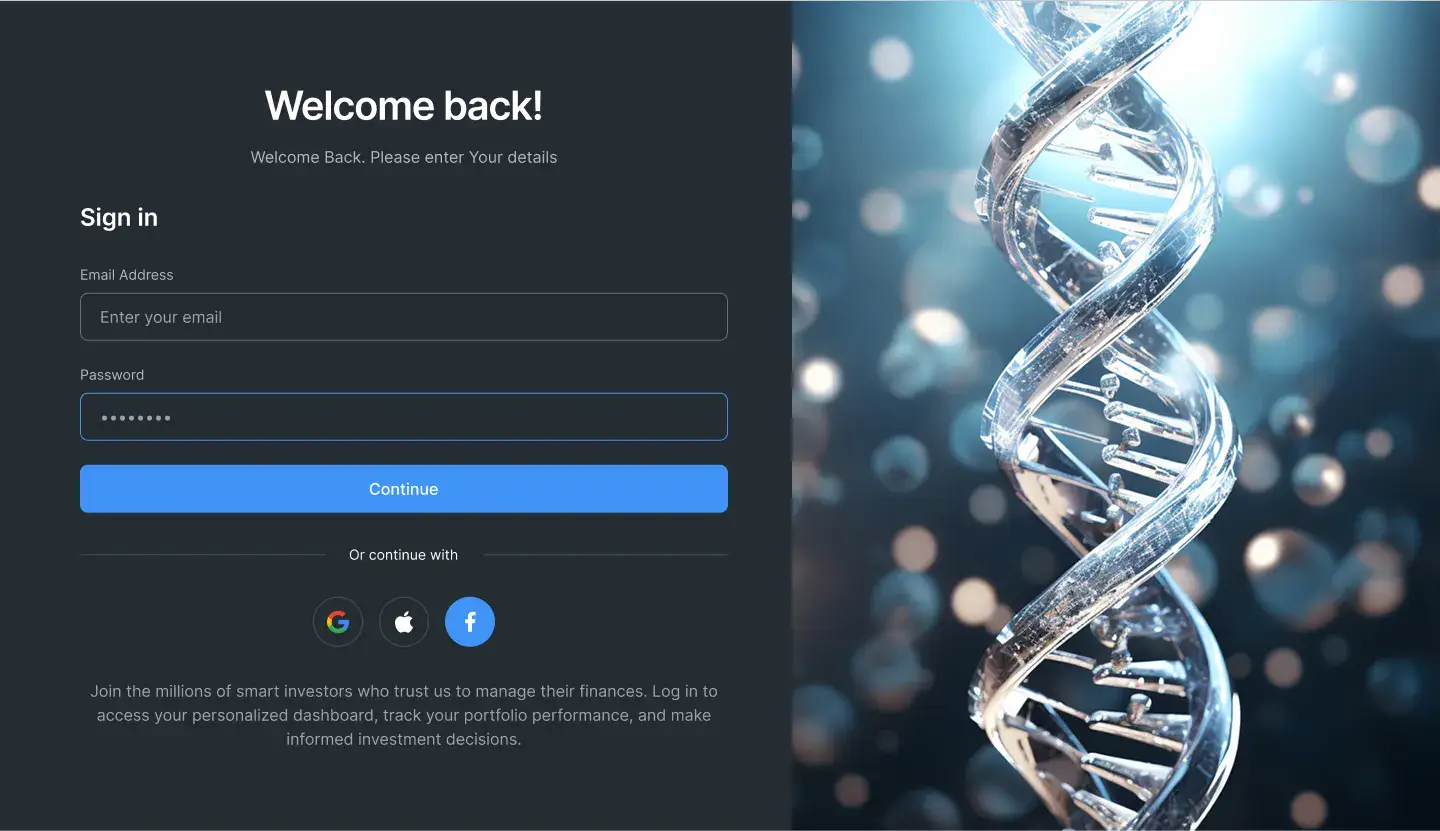 Welcome back!
Welcome Back. Please enter Your details
Sign in
Email Address
Enter your email
Password
••••••••
Continue
Or continue with
Join the millions of smart investors who trust us to manage their finances. Log in to
access your personalized dashboard, track your portfolio performance, and make
informed investment decisions.